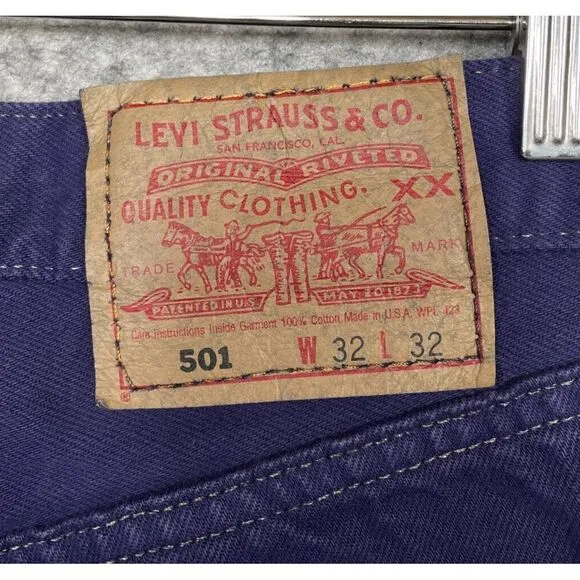 LEVI STRAUSS & CO.
SAN FRANCISCO, CAL.
ORIGINAL RIVETED
QUALITY CLOTHING. XX
TRADE MARK
PATENTED IN U.S. MAY 20 1873
Care Instructions Inside Garment 100% Cotton Made in U.S.A. WPL 423
501 W 32 L 32
®